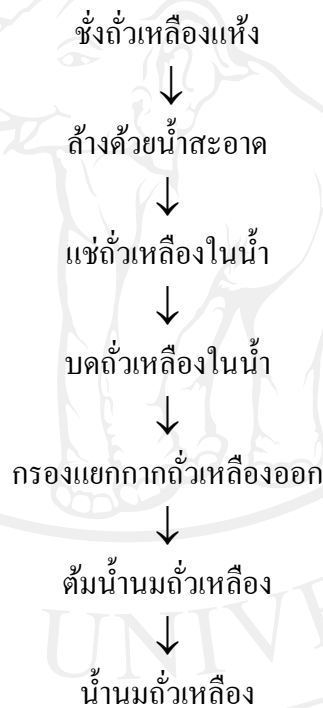 ชั่งถั่วเหลืองแห้ง
↓
ล้างด้วยน้ำสะอาด
↓
แช่ถั่วเหลืองในน้ำ
↓
บดถั่วเหลืองในน้ำ
↓
กรองแยกกากถั่วเหลืองออก
↓
ต้มน้ำนมถั่วเหลือง
↓
น้ำนมถั่วเหลือง
UNIVE